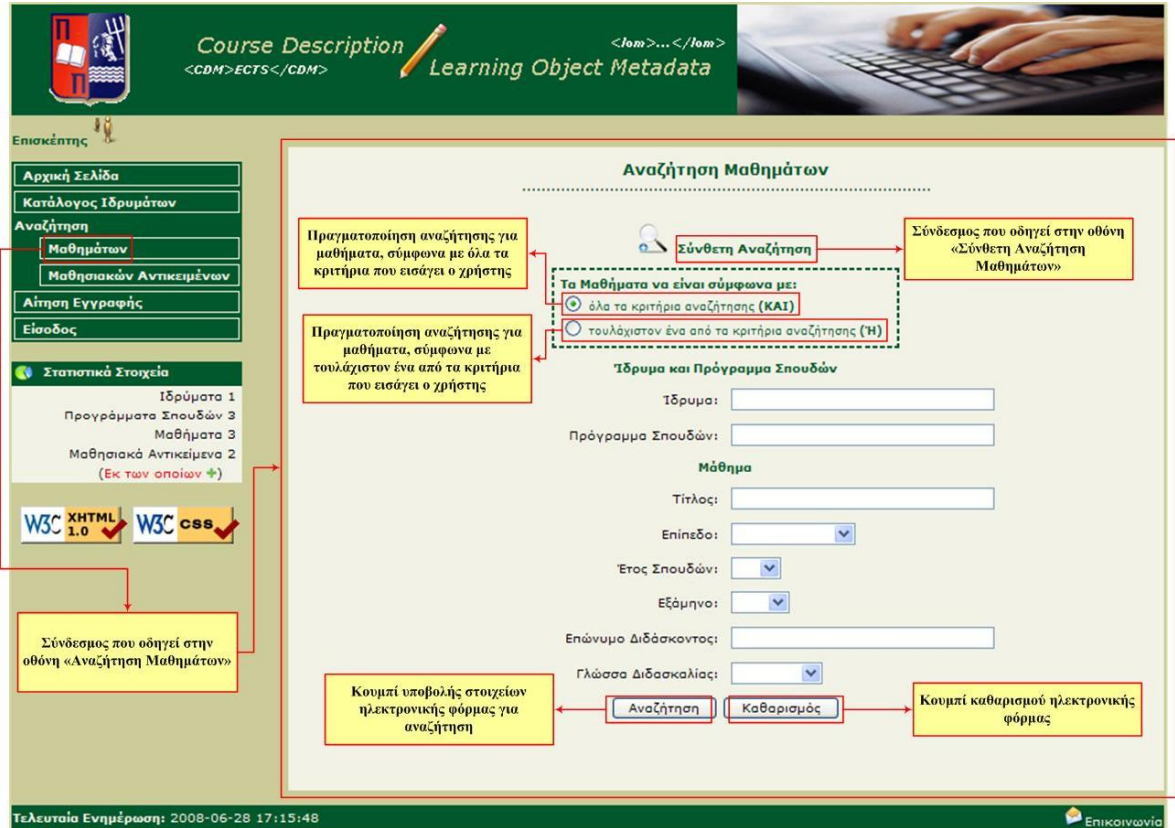 Course Description
<CDM>ECTS</CDM>
<lom>...</lom>
Learning Object Metadata
Επισκέπτης
Αρχική Σελίδα
Κατάλογος Ιδρυμάτων
Αναζήτηση
Μαθημάτων
Μαθησιακών Αντικειμένων
Αίτηση Εγγραφής
Είσοδος
Στατιστικά Στοιχεία
Ιδρύματα 1
Προγράμματα Σπουδών 3
Μαθήματα 3
Μαθησιακά Αντικείμενα 2
(Εκ των οποίων +)
W3C XHTML 1.0
W3C css
Σύνδεσμος που οδηγεί στην
οθόνη «Αναζήτηση Μαθημάτων»
Αναζήτηση Μαθημάτων
Πραγματοποίηση αναζήτησης για
μαθήματα, σύμφωνα με όλα τα
κριτήρια που εισάγει ο χρήστης
Σύνθετη Αναζήτηση
Σύνδεσμος που οδηγεί στην οθόνη
«Σύνθετη Αναζήτηση
Μαθημάτων»
Τα Μαθήματα να είναι σύμφωνα με:
όλα τα κριτήρια αναζήτησης (ΚΑΙ)
τουλάχιστον ένα από τα κριτήρια αναζήτησης (Ή)
Πραγματοποίηση αναζήτησης για
μαθήματα, σύμφωνα με
τουλάχιστον ένα από τα κριτήρια
που εισάγει ο χρήστης
Ίδρυμα και Πρόγραμμα Σπουδών
Ίδρυμα:
Πρόγραμμα Σπουδών:
Μάθημα
Τίτλος:
Επίπεδο:
Έτος Σπουδών:
Εξάμηνο:
Επώνυμο Διδάσκοντος:
Γλώσσα Διδασκαλίας:
Κουμπί υποβολής στοιχείων
ηλεκτρονικής φόρμας για
αναζήτηση
Αναζήτηση
Καθαρισμός
Κουμπί καθαρισμού ηλεκτρονικής
φόρμας
Τελευταία Ενημέρωση: 2008-06-28 17:15:48
Επικοινωνία